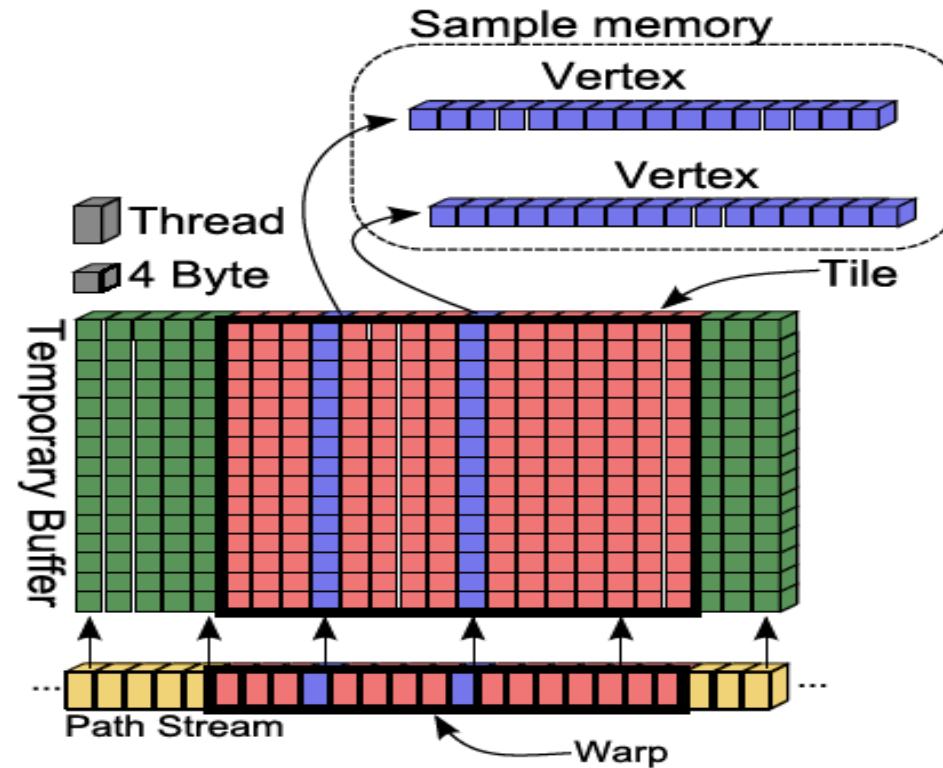 Sample memory
Vertex
Vertex
Thread
4 Byte
Tile
Temporary Buffer
...
...
Path Stream
Warp